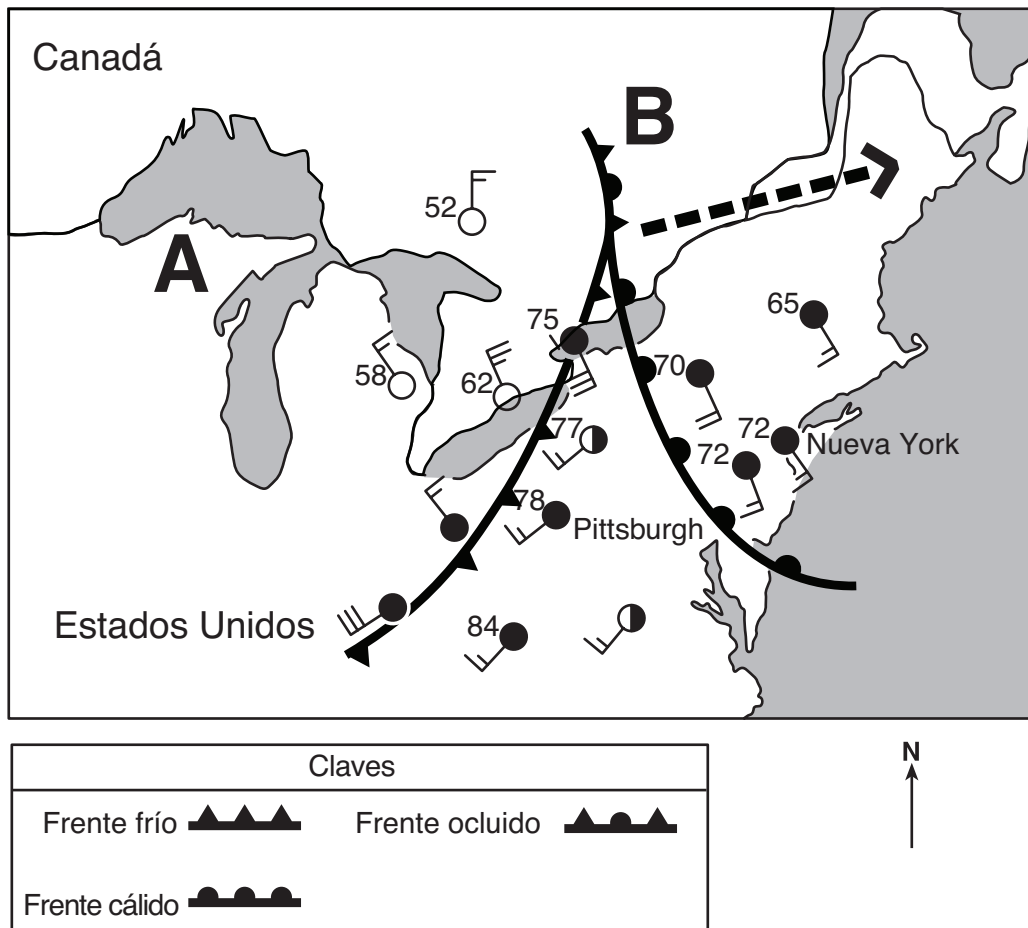 Canadá
B
52
A
65
75
70
58
62
77
72
Nueva York
72
78
Pittsburgh
Estados Unidos
84
Claves
N
Frente frío
Frente ocluido
Frente cálido